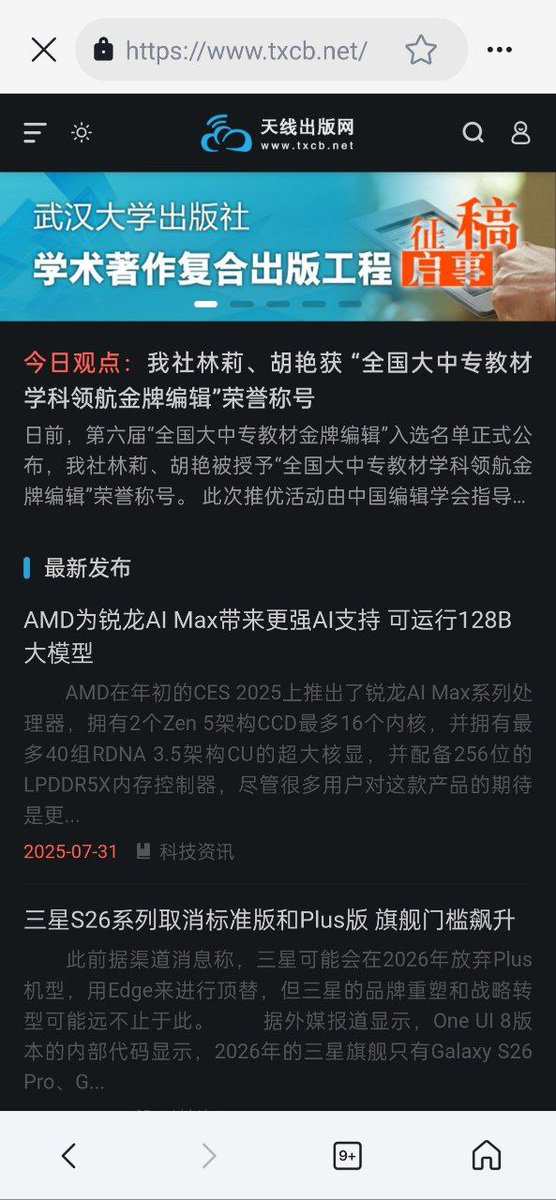 https://www.txcb.net/
天线出版网
www.txcb.net
武汉大学出版社
学术著作复合出版工程
征稿
启事
今日观点：我社林莉、胡艳获 “全国大中专教材
学科领航金牌编辑”荣誉称号
日前，第六届“全国大中专教材金牌编辑”入选名单正式公
布，我社林莉、胡艳被授予“全国大中专教材学科领航金
牌编辑”荣誉称号。 此次推优活动由中国编辑学会指导...
最新发布
AMD为锐龙AI Max带来更强AI支持 可运行128B
大模型
AMD在年初的CES 2025上推出了锐龙AI Max系列处
理器，拥有2个Zen 5架构CCD最多16个内核，并拥有最
多40组RDNA 3.5架构CU的超大核显，并配备256位的
LPDDR5X内存控制器，尽管很多用户对这款产品的期待
是更...
2025-07-31 科技资讯
三星S26系列取消标准版和Plus版 旗舰门槛飙升
此前据渠道消息称，三星可能会在2026年放弃Plus
机型，用Edge来进行顶替，但三星的品牌重塑和战略转
型可能远不止于此。 据外媒报道显示，One UI 8版
本的内部代码显示，2026年的三星旗舰只有Galaxy S26
Pro、G...
9+